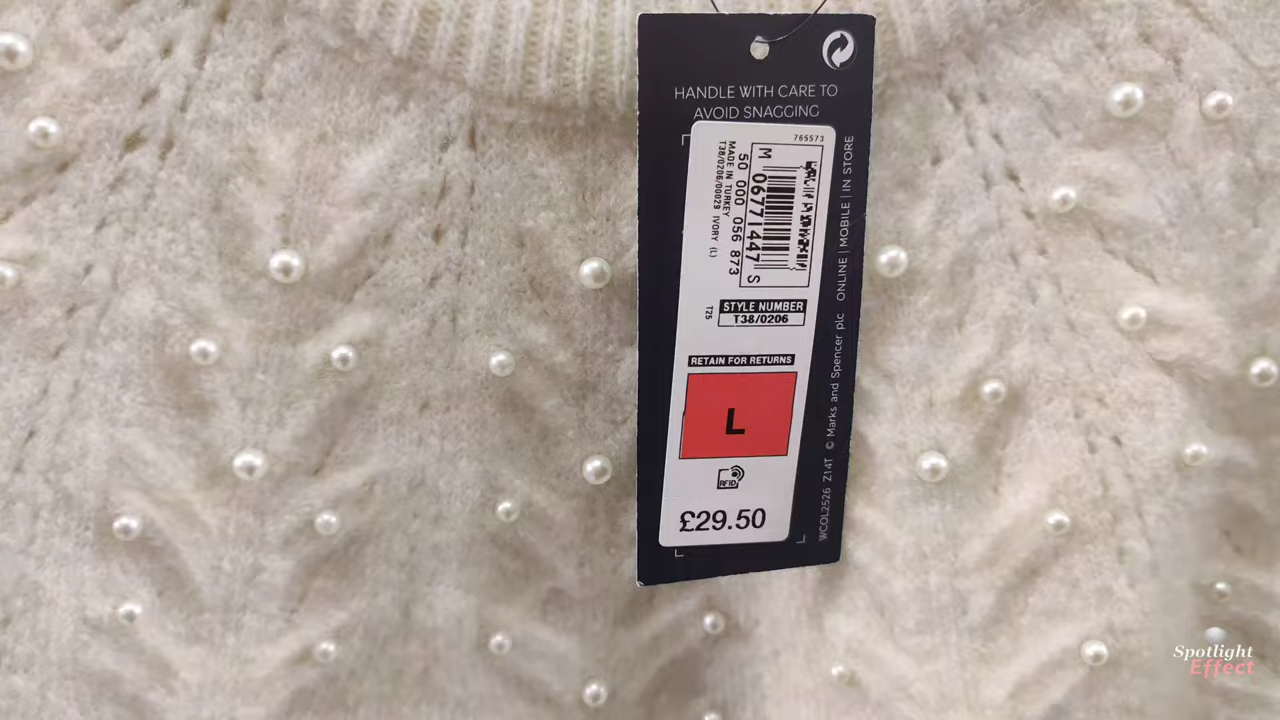 HANDLE WITH CARE TO
AVOID SNAGGING
765573
M 06771447 S
50 000 056 873
MADE IN TURKEY
T38/0206/00029 IVORY (L)
T25
STYLE NUMBER
T38/0206
RETAIN FOR RETURNS
L
RFID
£29.50
WCOL2526 Z14T © Marks and Spencer plc ONLINE | MOBILE | IN STORE
Spotlight
Effect